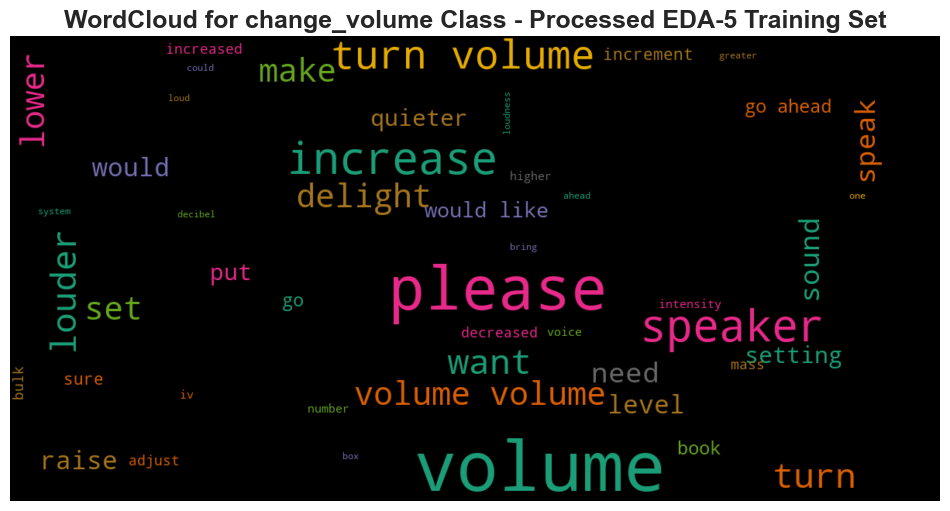 WordCloud for change_volume Class - Processed EDA-5 Training Set
increased
could
loud
lower
make
turn volume
increment
greater
quieter
loudness
go ahead
speak
would
increase
higher
delight
would like
ahead
one
system
decibel
bring
louder
set
put
go
please
sound
intensity
speaker
decreased
voice
setting
want
need
mass
bulk
sure
iv
volume volume
level
number
raise
adjust
box
volume
book
turn